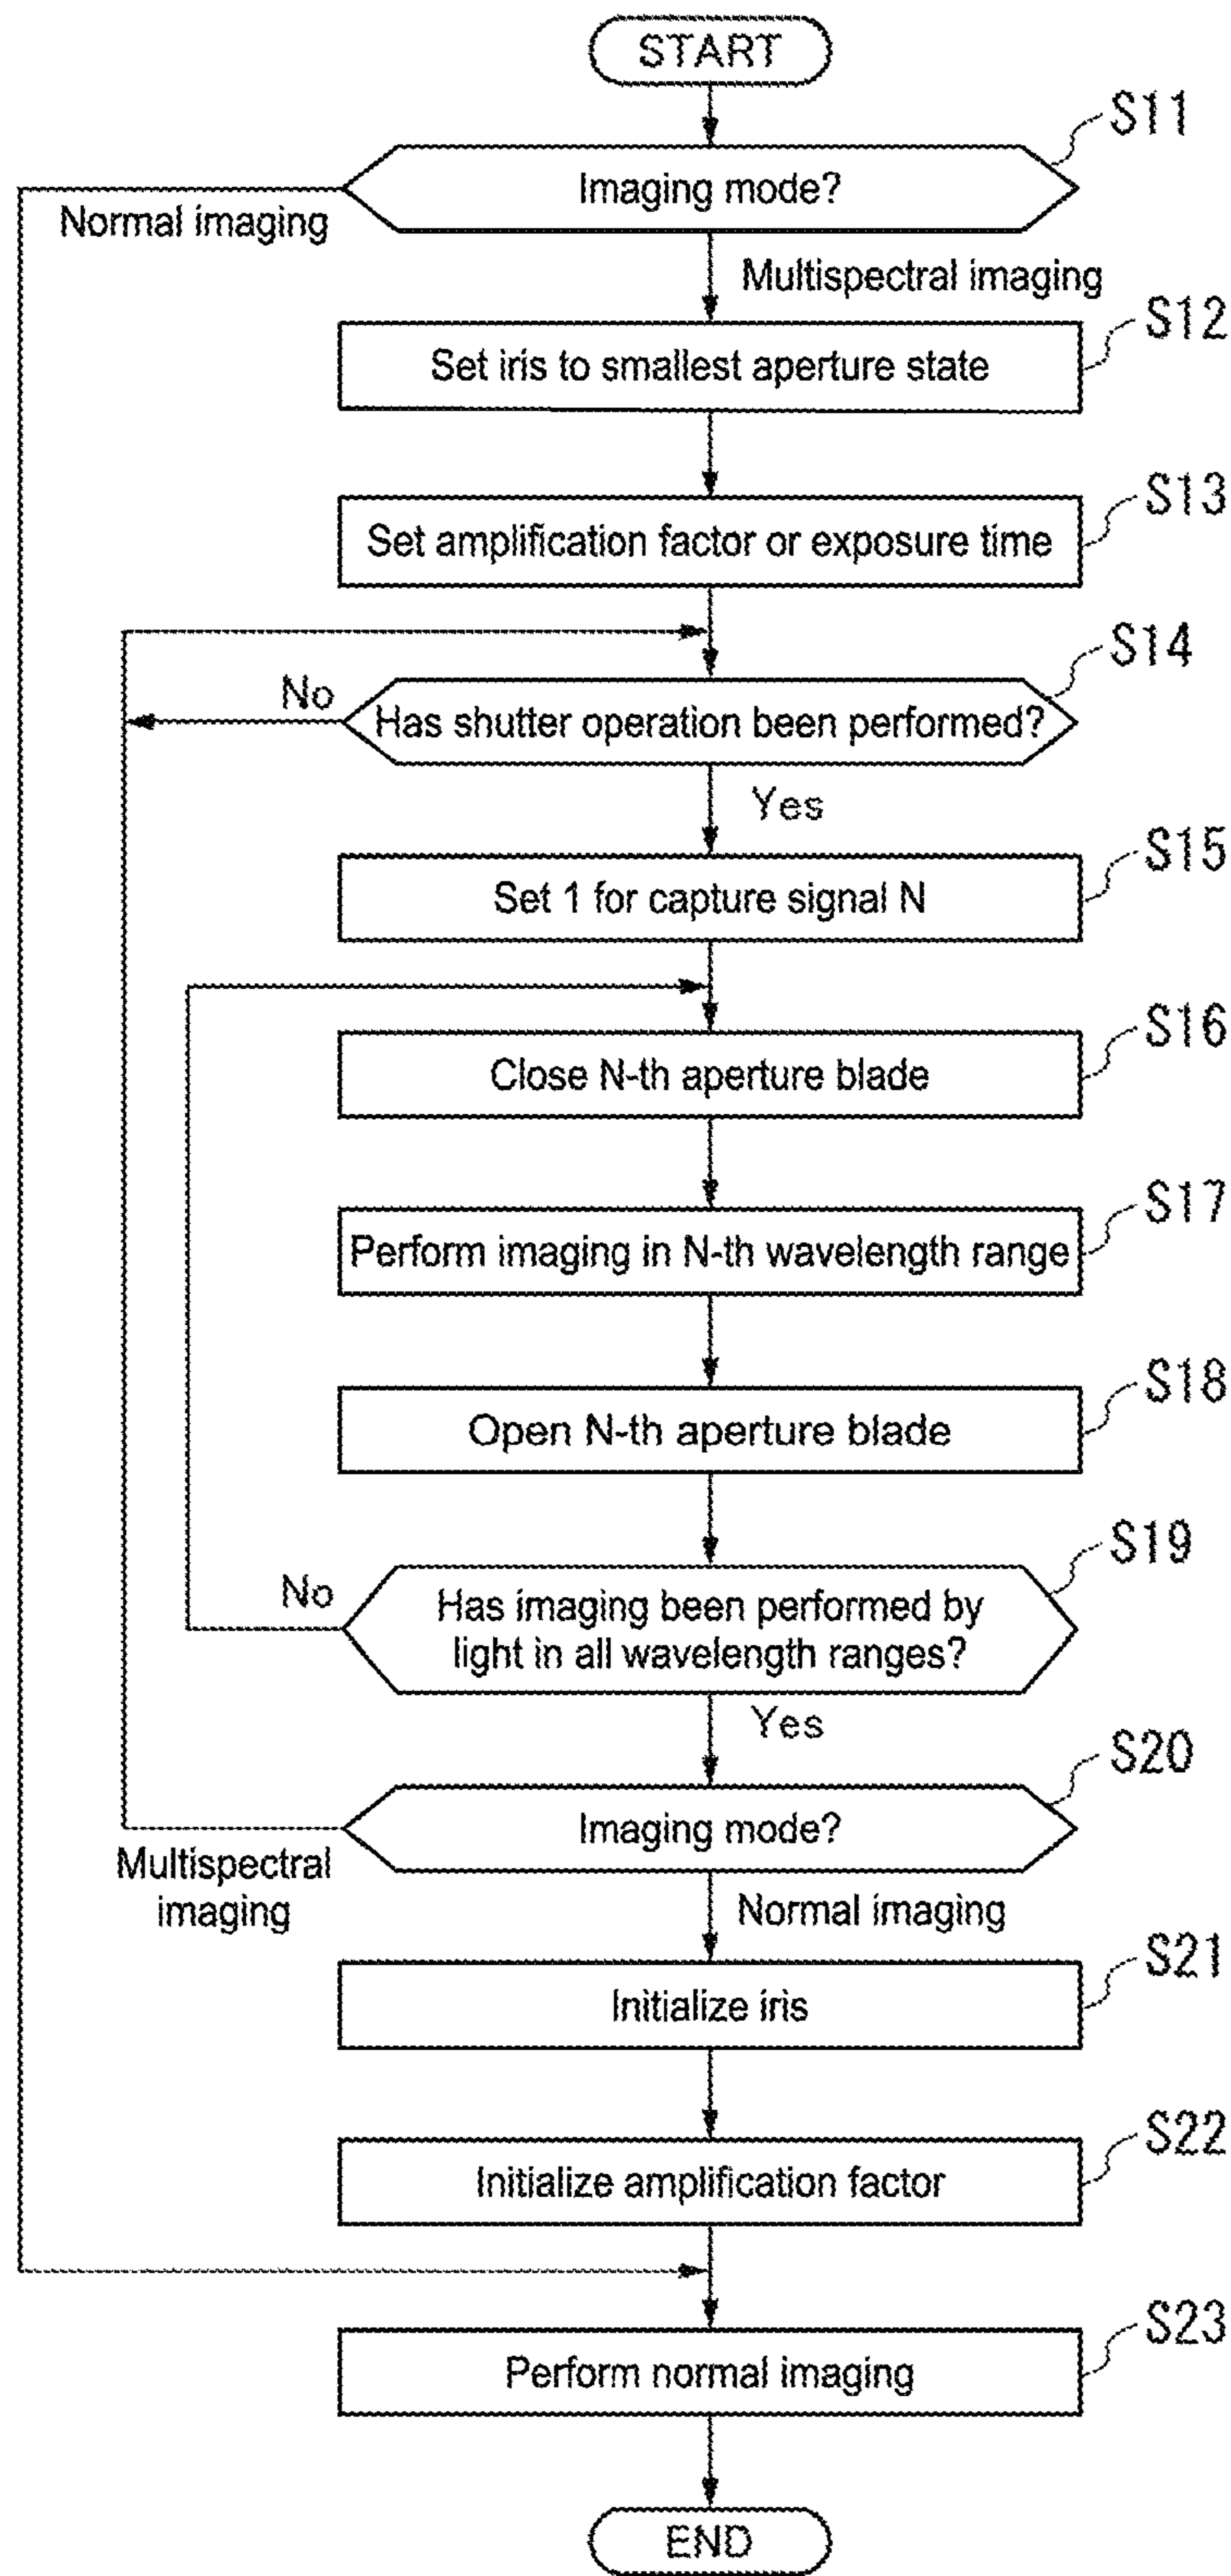 START
S11
Imaging mode?
Normal imaging
Multispectral imaging
S12
Set iris to smallest aperture state
S13
Set amplification factor or exposure time
S14
No
Has shutter operation been performed?
Yes
S15
Set 1 for capture signal N
S16
Close N-th aperture blade
S17
Perform imaging in N-th wavelength range
S18
Open N-th aperture blade
S19
No
Has imaging been performed by
light in all wavelength ranges?
Yes
S20
Imaging mode?
Multispectral
imaging
Normal imaging
S21
Initialize iris
S22
Initialize amplification factor
S23
Perform normal imaging
END